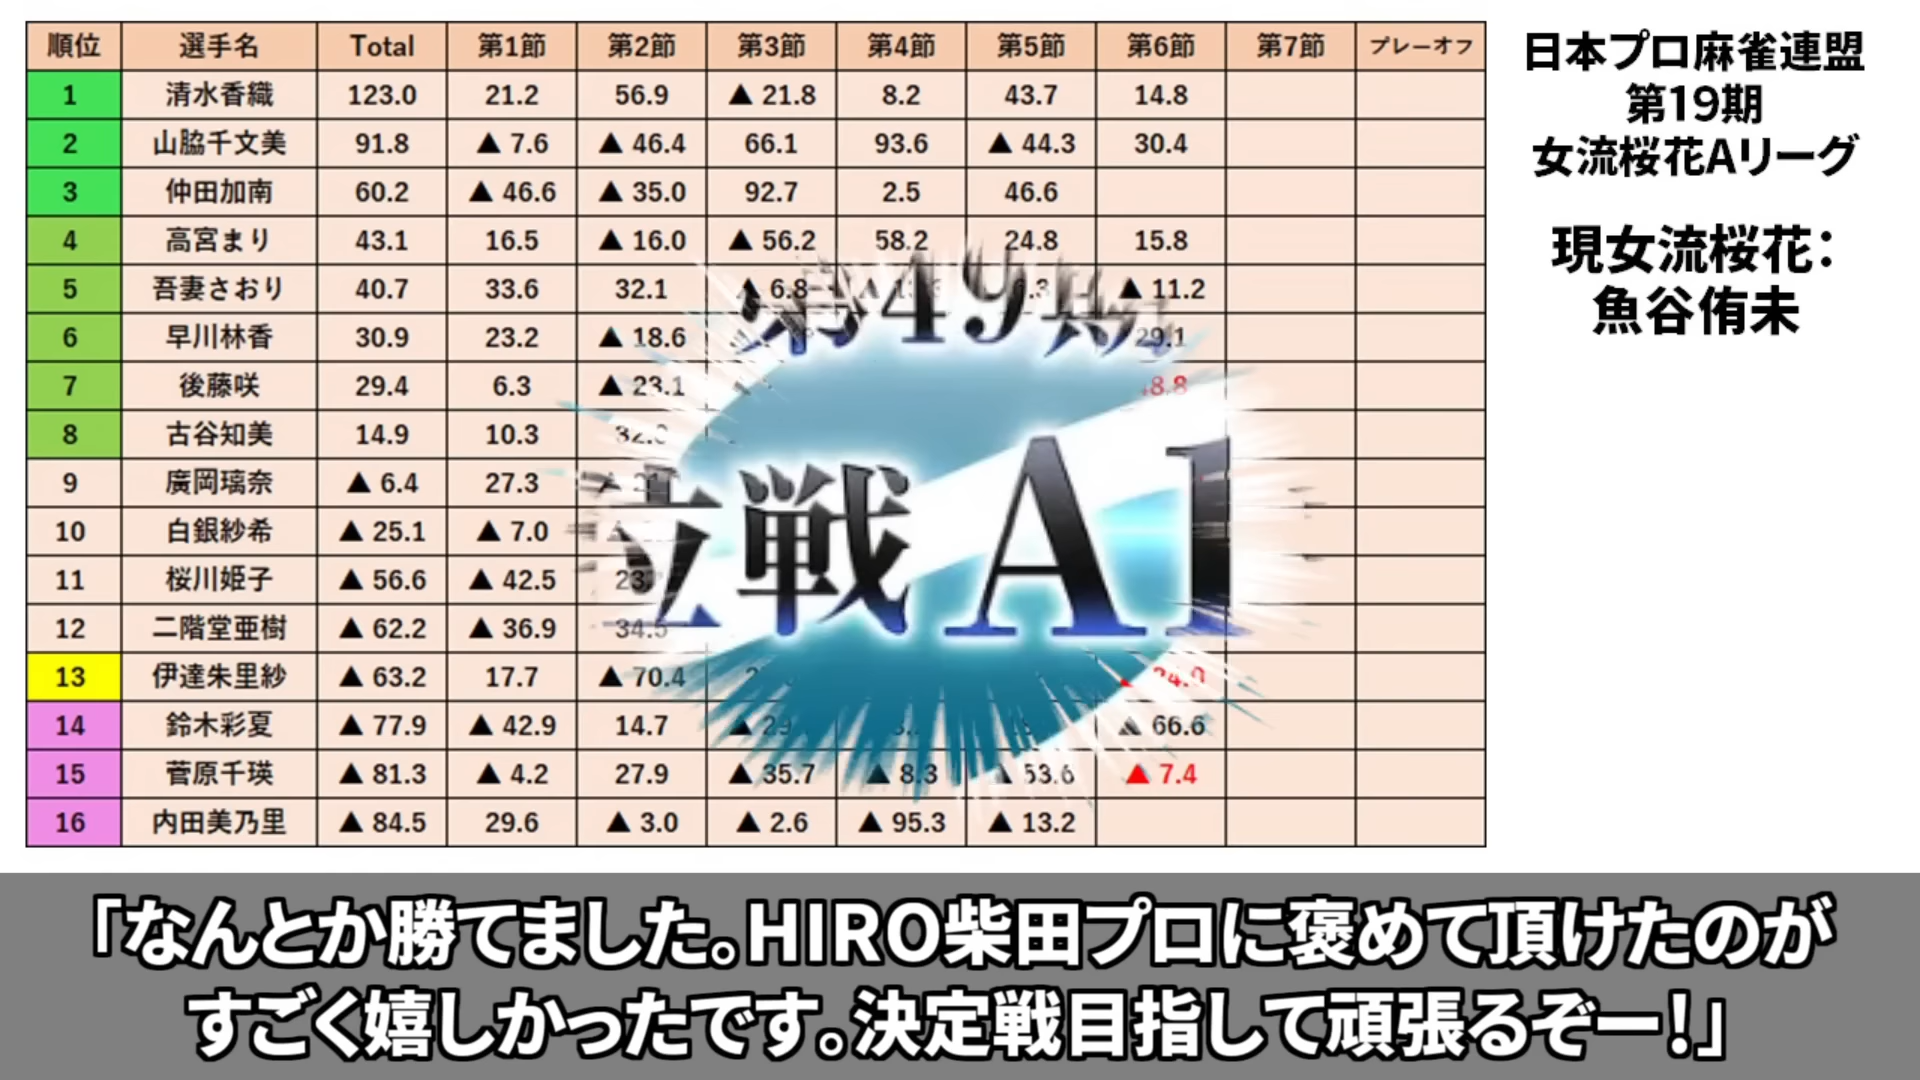 順位 選手名 Total 第1節 第2節 第3節 第4節 第5節 第6節 第7節 プレーオフ
1 清水香織 123.0 21.2 56.9 ▲ 21.8 8.2 43.7 14.8
2 山脇千文美 91.8 ▲ 7.6 ▲ 46.4 66.1 93.6 ▲ 44.3 30.4
3 仲田加南 60.2 ▲ 46.6 ▲ 35.0 92.7 2.5 46.6
4 高宮まり 43.1 16.5 ▲ 16.0 ▲ 56.2 58.2 24.8 15.8
5 吾妻さおり 40.7 33.6 32.1 ▲ 6.8 ▲ 11.2
6 早川林香 30.9 23.2 ▲ 18.6 29.1
7 後藤咲 29.4 6.3 ▲ 23.1
8 古谷知美 14.9 10.3
9 廣岡璃奈 ▲ 6.4 27.3
10 白銀紗希 ▲ 25.1 ▲ 7.0
11 桜川姫子 ▲ 56.6 ▲ 42.5
12 二階堂亜樹 ▲ 62.2 ▲ 36.9 34.5
13 伊達朱里紗 ▲ 63.2 17.7 ▲ 70.4
14 鈴木彩夏 ▲ 77.9 ▲ 42.9 14.7 ▲ 66.6
15 菅原千瑛 ▲ 81.3 ▲ 4.2 27.9 ▲ 35.7 ▲ 8.3 ▲ 53.6 ▲ 7.4
16 内田美乃里 ▲ 84.5 29.6 ▲ 3.0 ▲ 2.6 ▲ 95.3 ▲ 13.2
第49期
位戦 A1
日本プロ麻雀連盟
第19期
女流桜花Aリーグ
現女流桜花：
魚谷侑未
「なんとか勝てました。HIRO柴田プロに褒めて頂けたのが
すごく嬉しかったです。決定戦目指して頑張るぞー！」